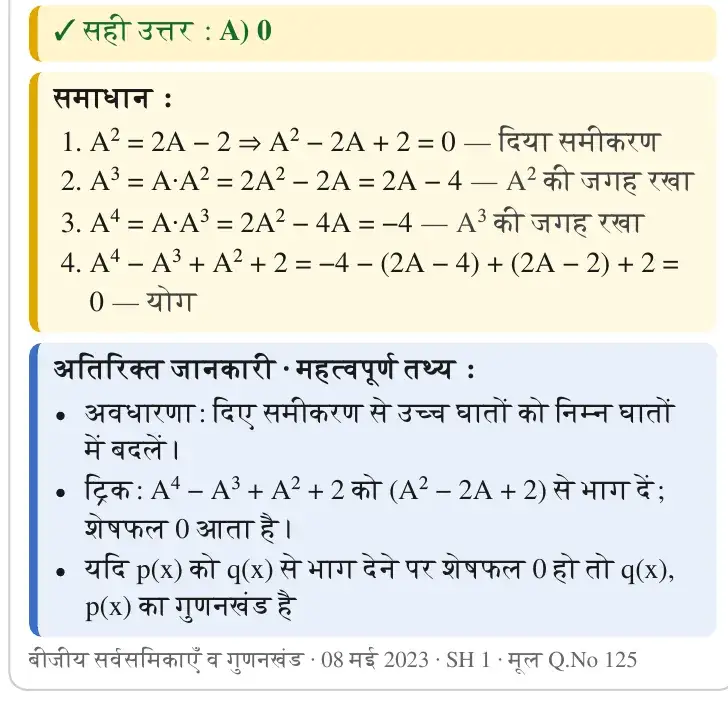 ✓ सही उत्तर : A) 0
समाधान :
1. A² = 2A − 2 ⇒ A² − 2A + 2 = 0 — दिया समीकरण
2. A³ = A·A² = 2A² − 2A = 2A − 4 — A² की जगह रखा
3. A⁴ = A·A³ = 2A² − 4A = −4 — A³ की जगह रखा
4. A⁴ − A³ + A² + 2 = −4 − (2A − 4) + (2A − 2) + 2 =
0 — योग
अतिरिक्त जानकारी · महत्वपूर्ण तथ्य :
• अवधारणा : दिए समीकरण से उच्च घातों को निम्न घातों
में बदलें।
• ट्रिक : A⁴ − A³ + A² + 2 को (A² − 2A + 2) से भाग दें ;
शेषफल 0 आता है।
• यदि p(x) को q(x) से भाग देने पर शेषफल 0 हो तो q(x),
p(x) का गुणनखंड है
बीजीय सर्वसमिकाएँ व गुणनखंड · 08 मई 2023 · SH 1 · मूल Q.No 125